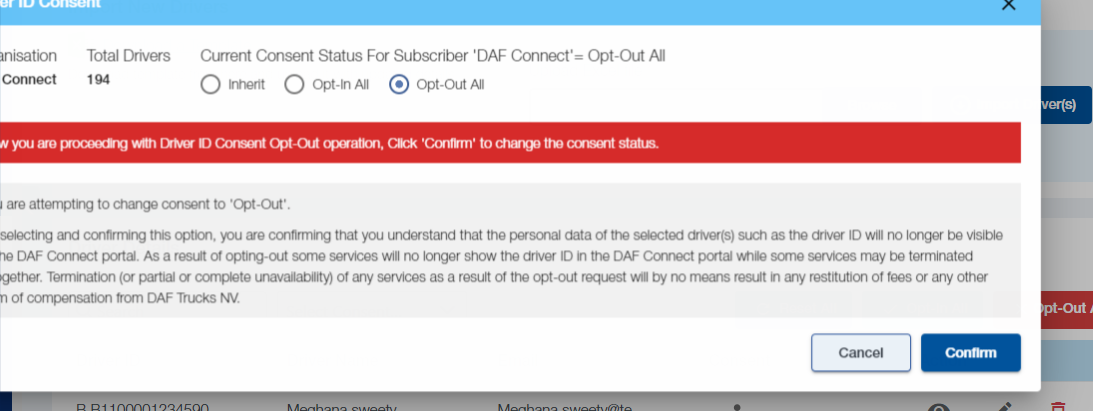 er ID Consent
anisation Total Drivers Current Consent Status For Subscriber 'DAF Connect'= Opt-Out All
Connect 194 Inherit Opt-In All Opt-Out All
ver(s)
w you are proceeding with Driver ID Consent Opt-Out operation, Click 'Confirm' to change the consent status.
u are attempting to change consent to 'Opt-Out'.
selecting and confirming this option, you are confirming that you understand that the personal data of the selected driver(s) such as the driver ID will no longer be visible
he DAF Connect portal. As a result of opting-out some services will no longer show the driver ID in the DAF Connect portal while some services may be terminated
ogether. Termination (or partial or complete unavailability) of any services as a result of the opt-out request will by no means result in any restitution of fees or any other
m of compensation from DAF Trucks NV.
Opt-Out A
Cancel Confirm
B B1100001234590 Meghana sweety Meghana.sweety@te